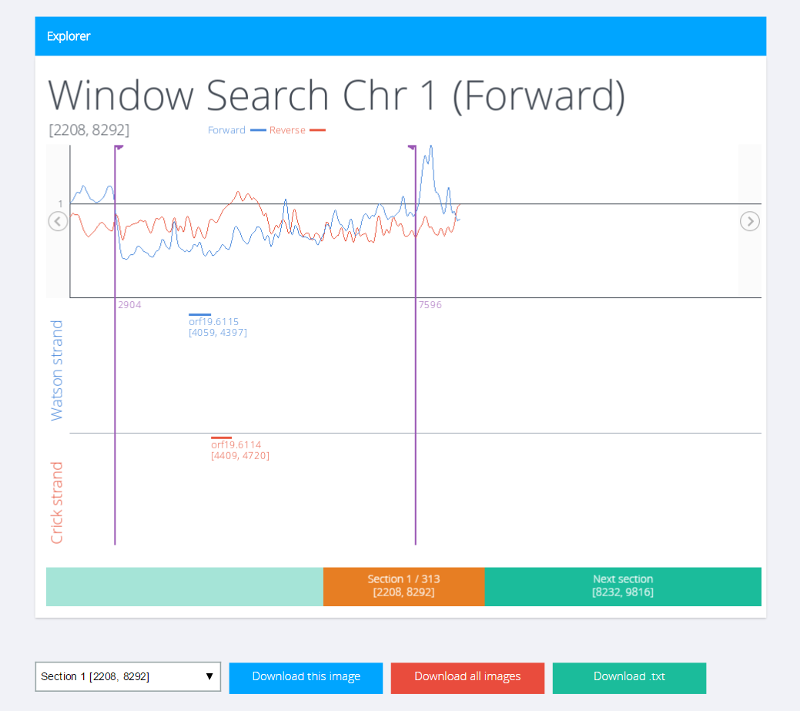 Explorer
Window Search Chr 1 (Forward)
[2208, 8292]
Forward
Reverse
1
2904
7596
orf19.6115
[4059, 4397]
Watson strand
orf19.6114
[4409, 4720]
Crick strand
Section 1 / 313
[2208, 8292]
Next section
[8232, 9816]
Section 1 [2208, 8292]
Download this image
Download all images
Download .txt